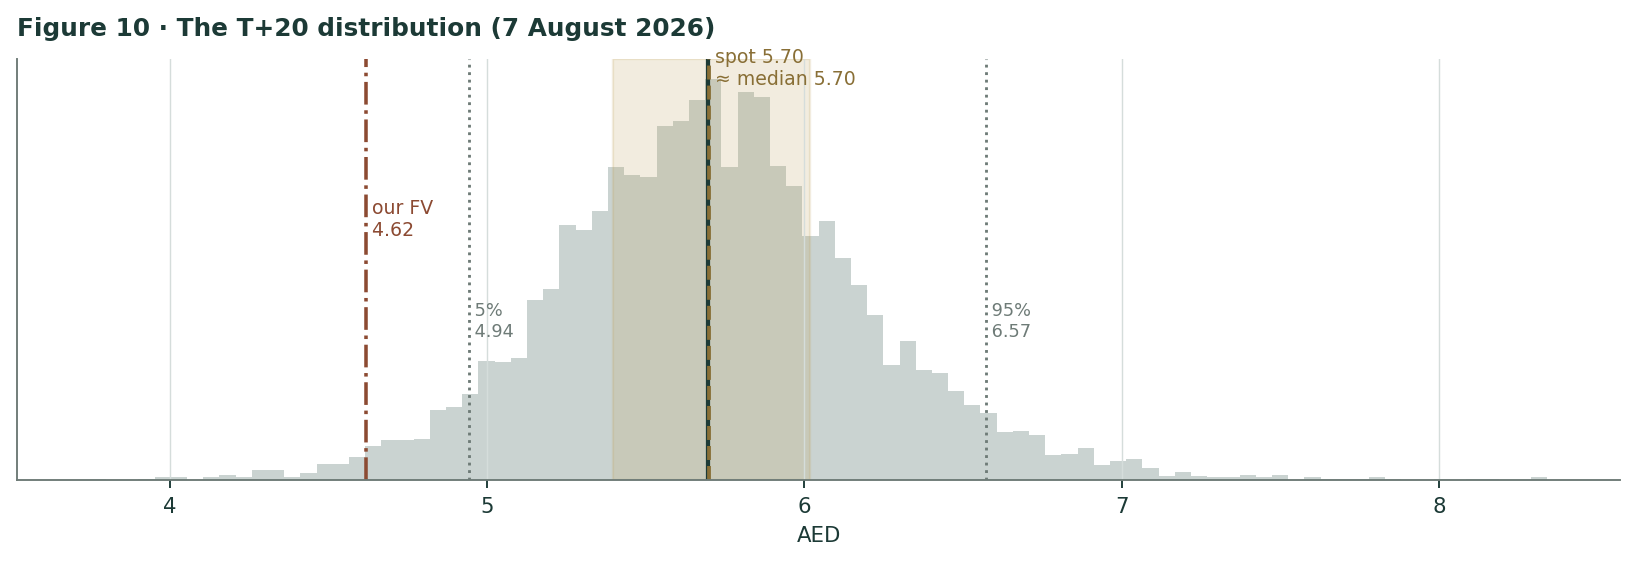 Figure 10 · The T+20 distribution (7 August 2026)
spot 5.70
≈ median 5.70
our FV
4.62
5%
4.94
95%
6.57
4
5
6
7
8
AED